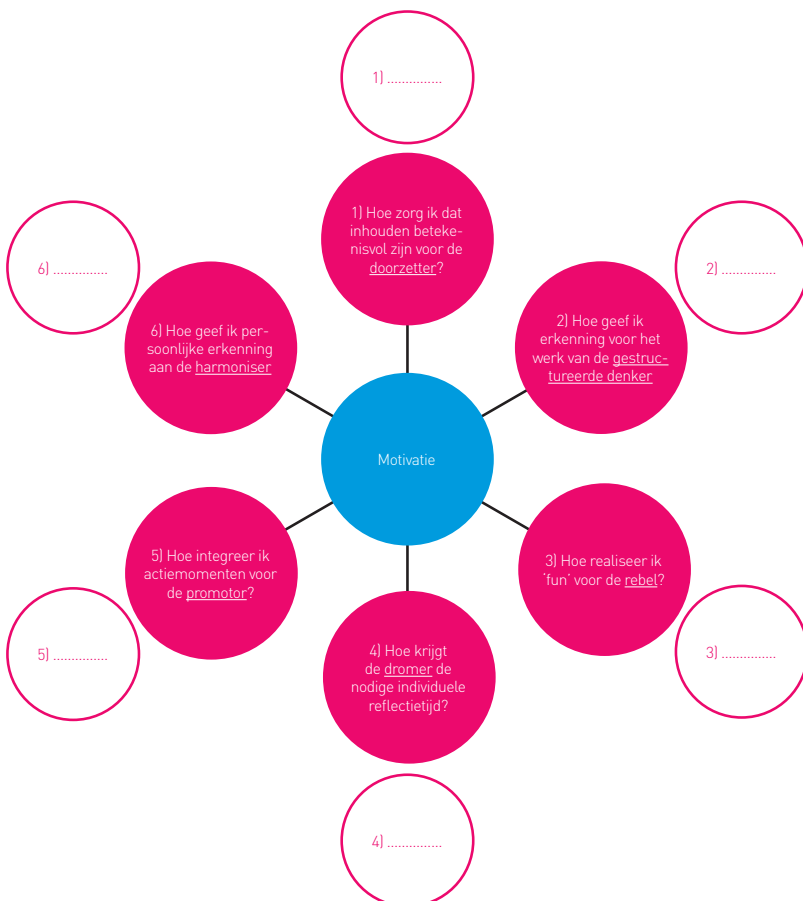 1) ..............
1) Hoe zorg ik dat
inhouden beteke-
nisvol zijn voor de
doorzetter?
2) ..............
2) Hoe geef ik
erkenning voor het
werk van de gestruc-
tureerde denker
3) Hoe realiseer ik
‘fun’ voor de rebel?
3) ..............
4) Hoe krijgt
de dromer de
nodige individuele
reflectietijd?
4) ..............
5) Hoe integreer ik
actiemomenten voor
de promotor?
5) ..............
6) ..............
6) Hoe geef ik per-
soonlijke erkenning
aan de harmoniser
Motivatie